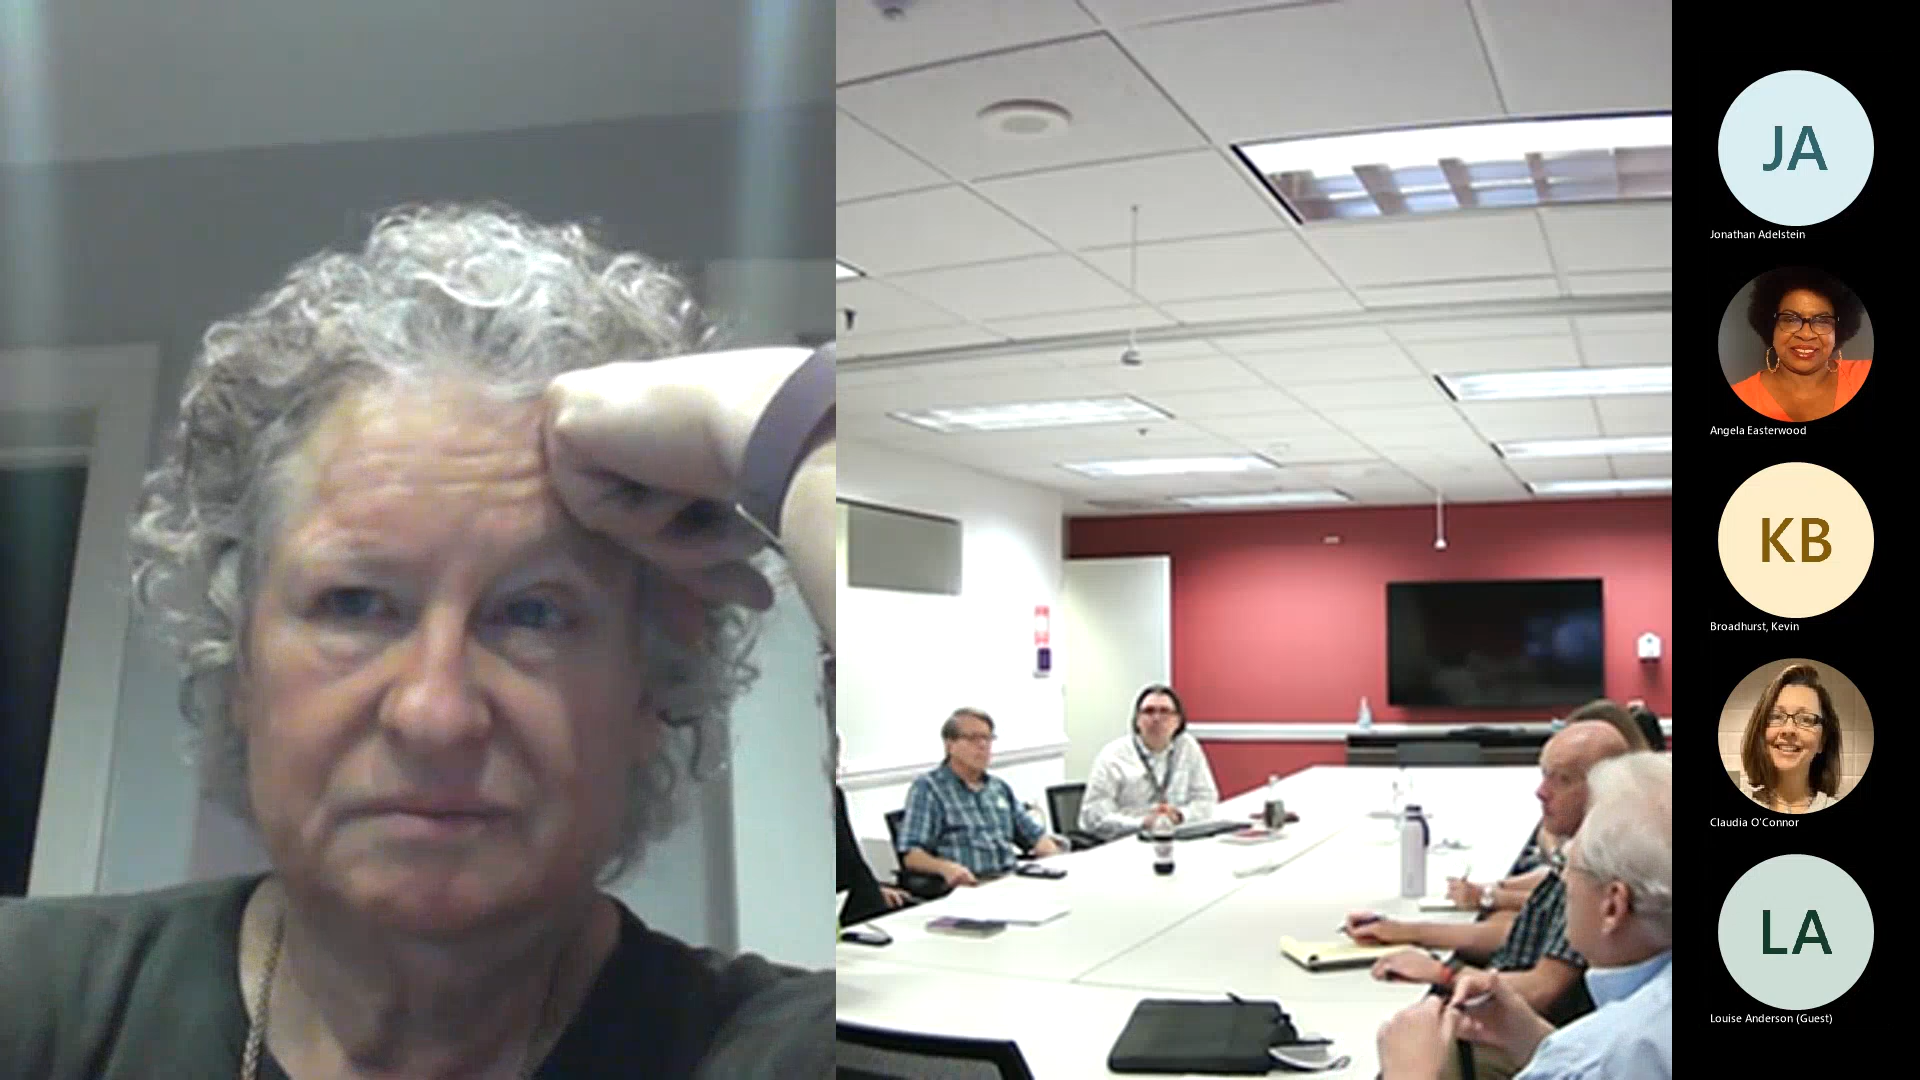 JA
Jonathan Adelstein
Angela Easterwood
KB
Broadhurst, Kevin
Claudia O'Connor
LA
Louise Anderson (Guest)